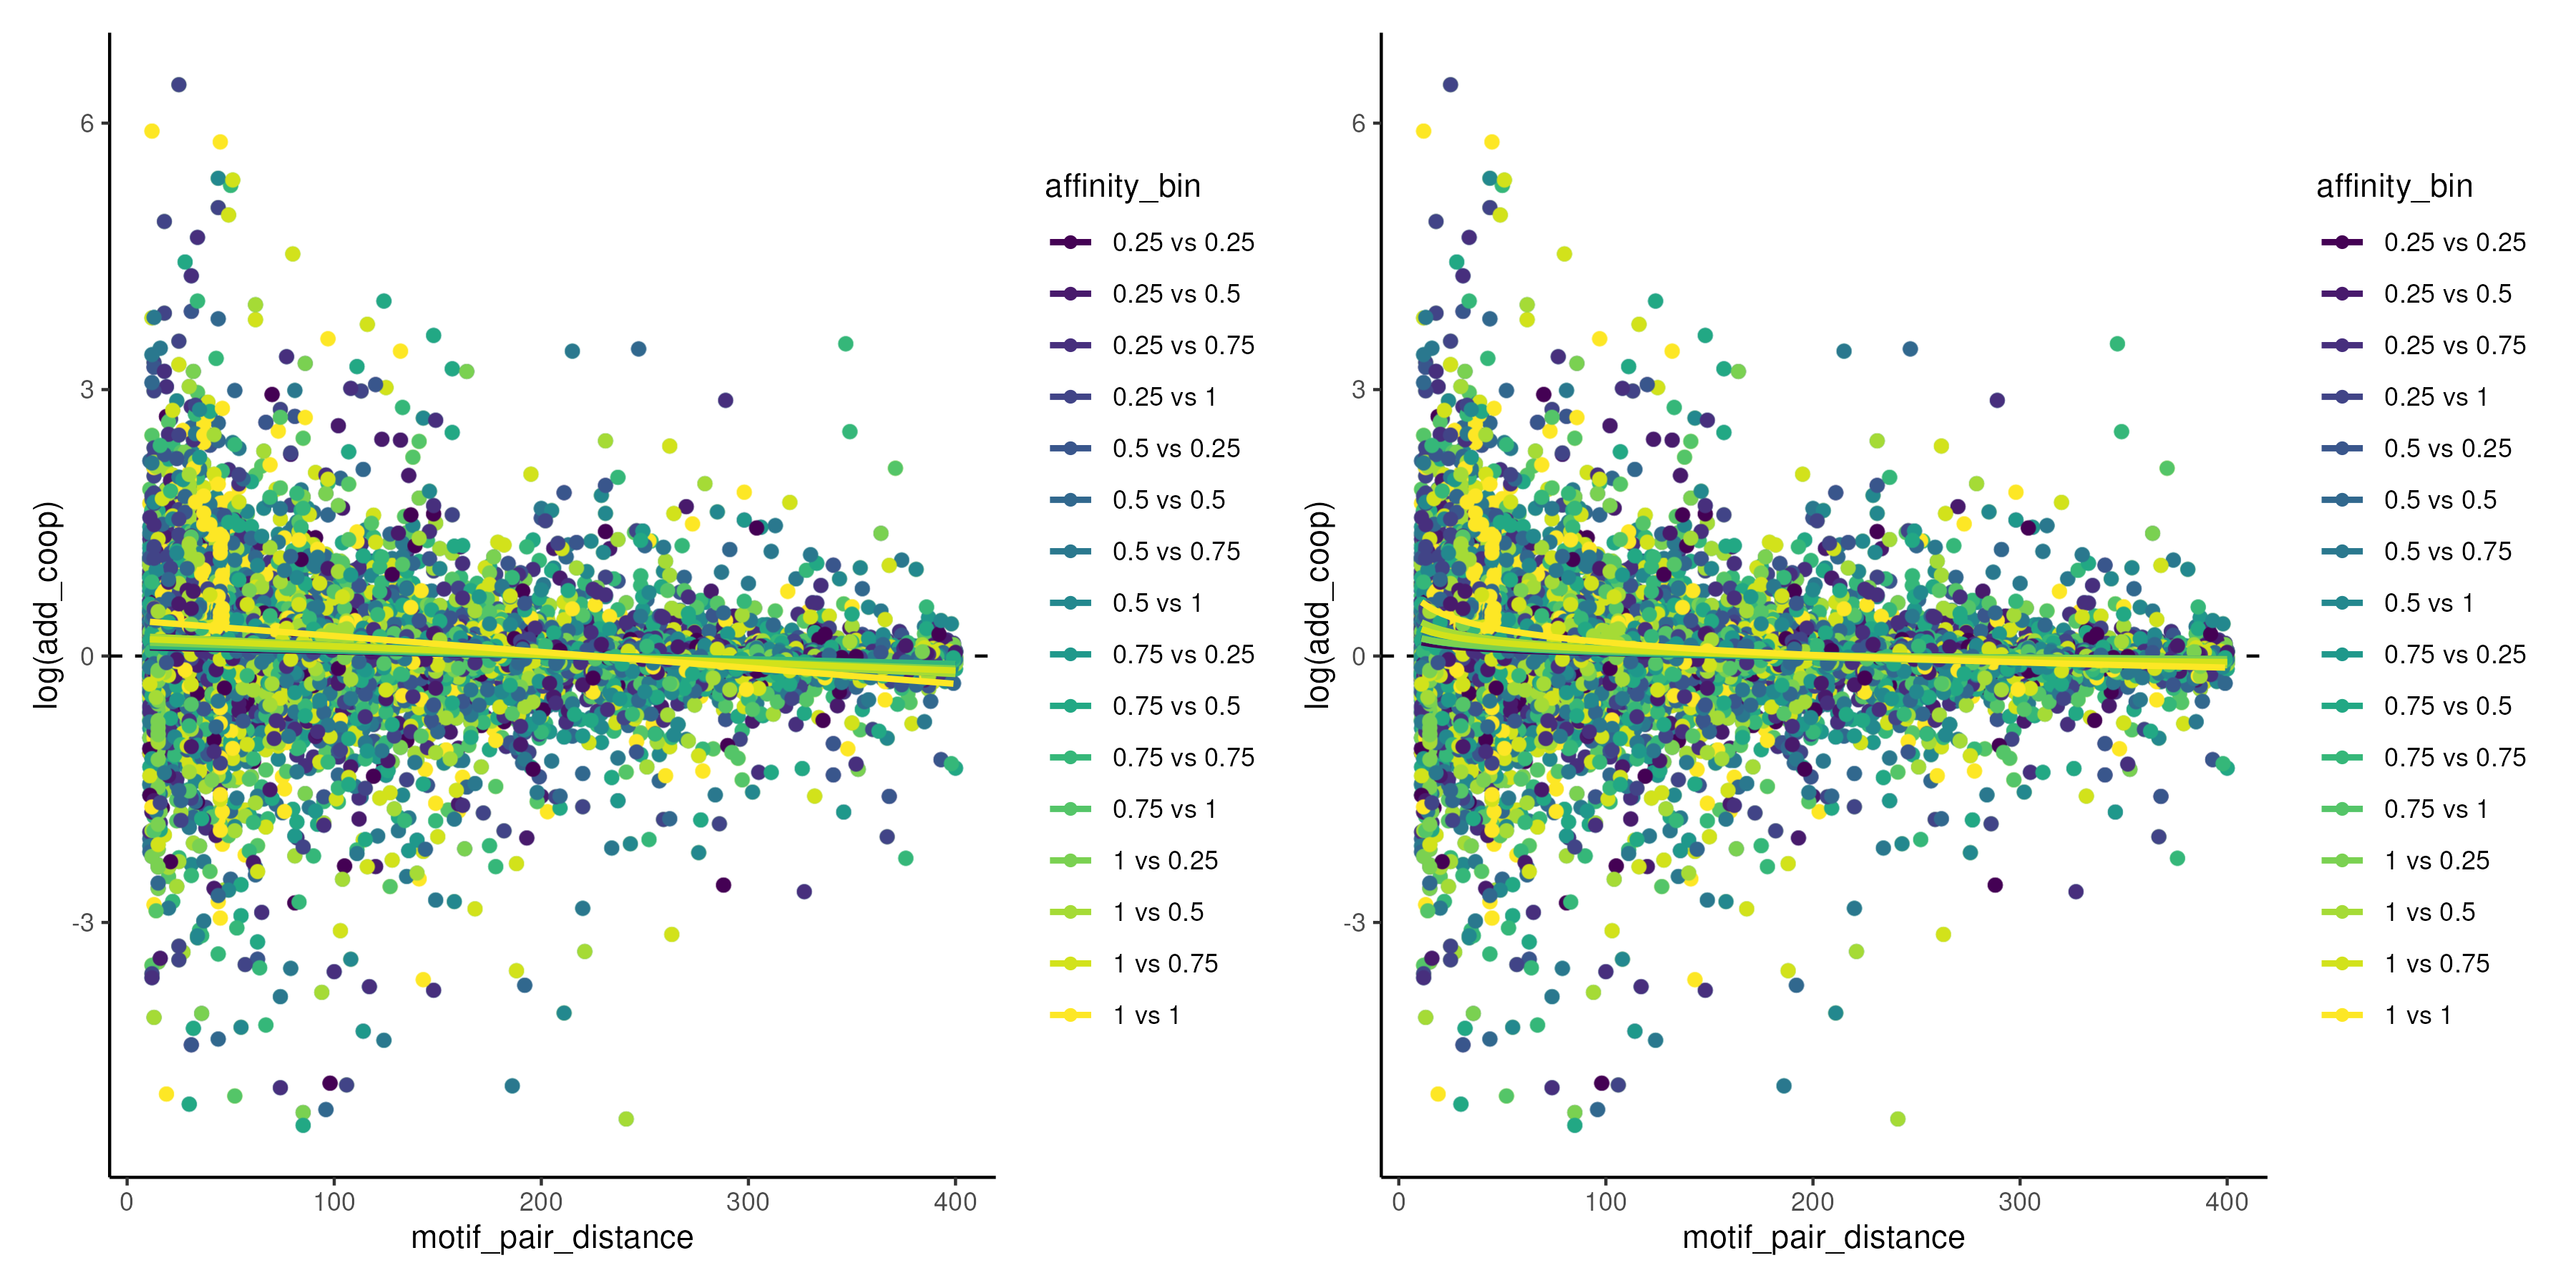 log(add_coop)
6
3
0
-3
0
100
200
300
400
motif_pair_distance
affinity_bin
0.25 vs 0.25
0.25 vs 0.5
0.25 vs 0.75
0.25 vs 1
0.5 vs 0.25
0.5 vs 0.5
0.5 vs 0.75
0.5 vs 1
0.75 vs 0.25
0.75 vs 0.5
0.75 vs 0.75
0.75 vs 1
1 vs 0.25
1 vs 0.5
1 vs 0.75
1 vs 1
log(add_coop)
6
3
0
-3
0
100
200
300
400
motif_pair_distance
affinity_bin
0.25 vs 0.25
0.25 vs 0.5
0.25 vs 0.75
0.25 vs 1
0.5 vs 0.25
0.5 vs 0.5
0.5 vs 0.75
0.5 vs 1
0.75 vs 0.25
0.75 vs 0.5
0.75 vs 0.75
0.75 vs 1
1 vs 0.25
1 vs 0.5
1 vs 0.75
1 vs 1